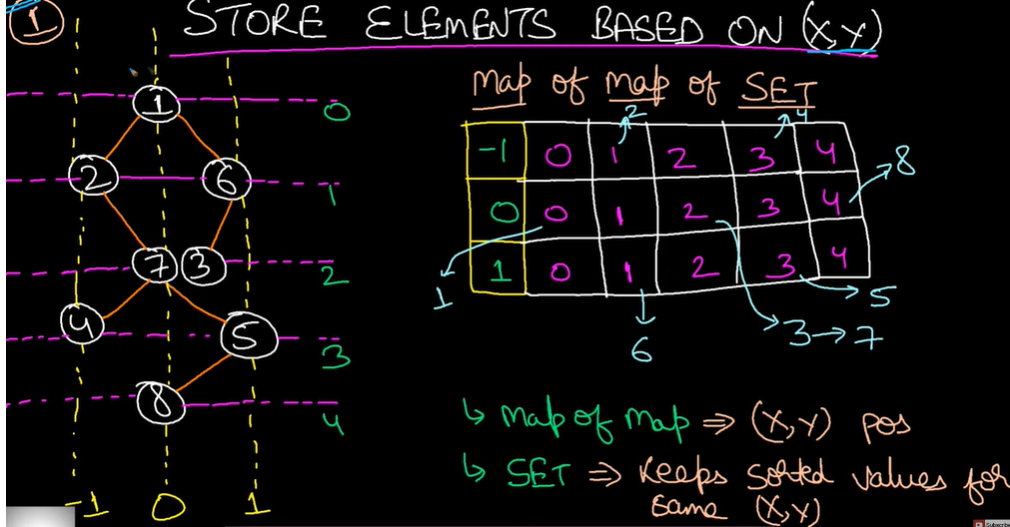 1 STORE ELEMENTS BASED ON (X,Y)
Map of Map of SET
1 0
2 6 1
7 3 2
4 5 3
8 4
-1 0 1
2 4
-1 0 1 2 3 4 8
0 0 1 2 3 4
1 0 1 2 3 4
1 6 3→7 5
↳ Map of Map ⇒ (X,Y) pos
↳ SET ⇒ Keeps Sorted values for
same (X,Y)
Subscribe